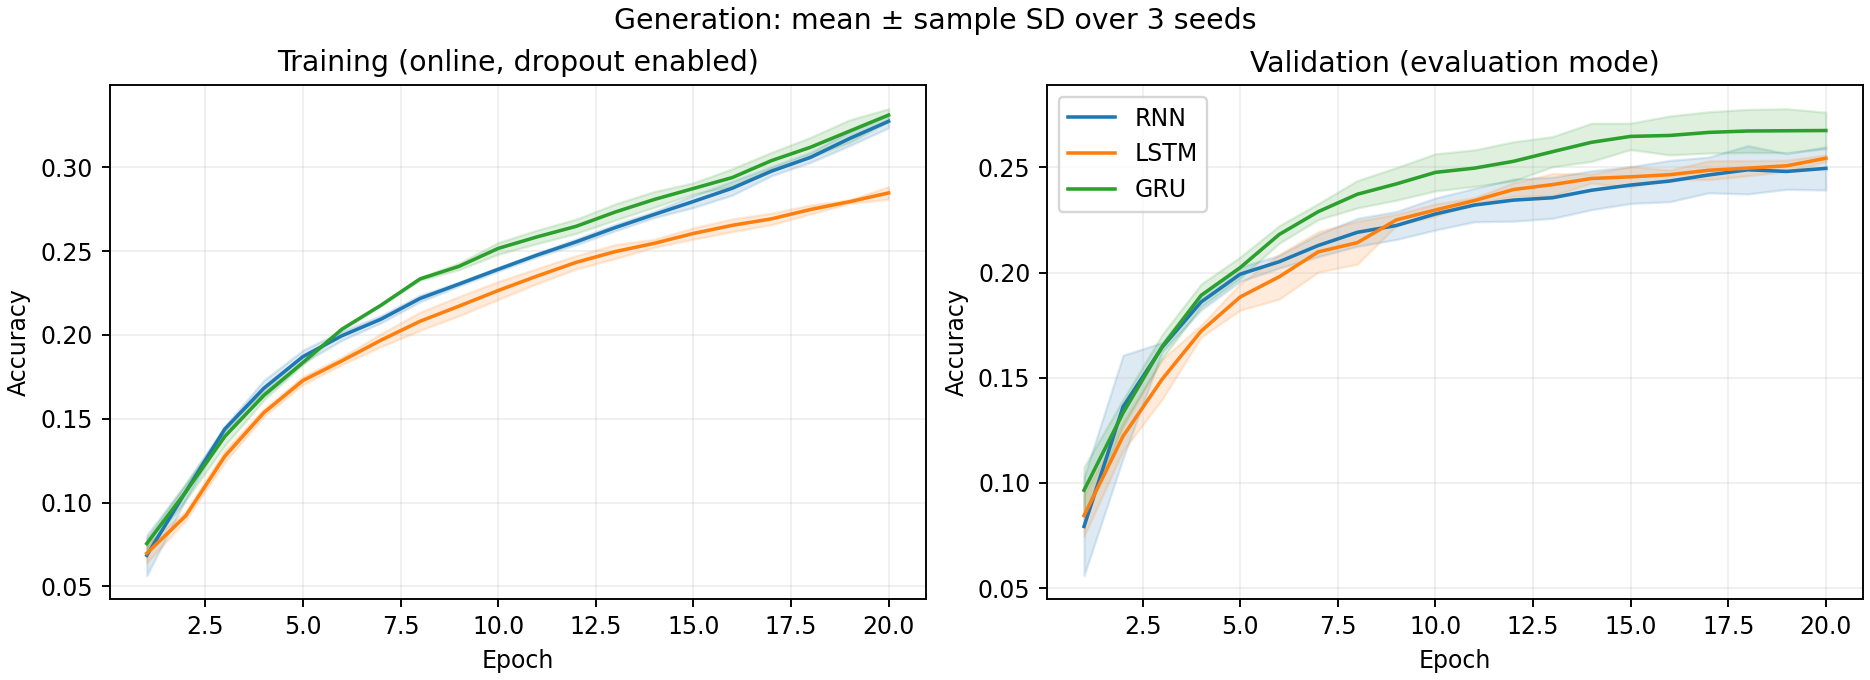 Generation: mean ± sample SD over 3 seeds
Training (online, dropout enabled)
Accuracy
0.30
0.25
0.20
0.15
0.10
0.05
2.5 5.0 7.5 10.0 12.5 15.0 17.5 20.0
Epoch
Validation (evaluation mode)
RNN
LSTM
GRU
Accuracy
0.25
0.20
0.15
0.10
0.05
2.5 5.0 7.5 10.0 12.5 15.0 17.5 20.0
Epoch